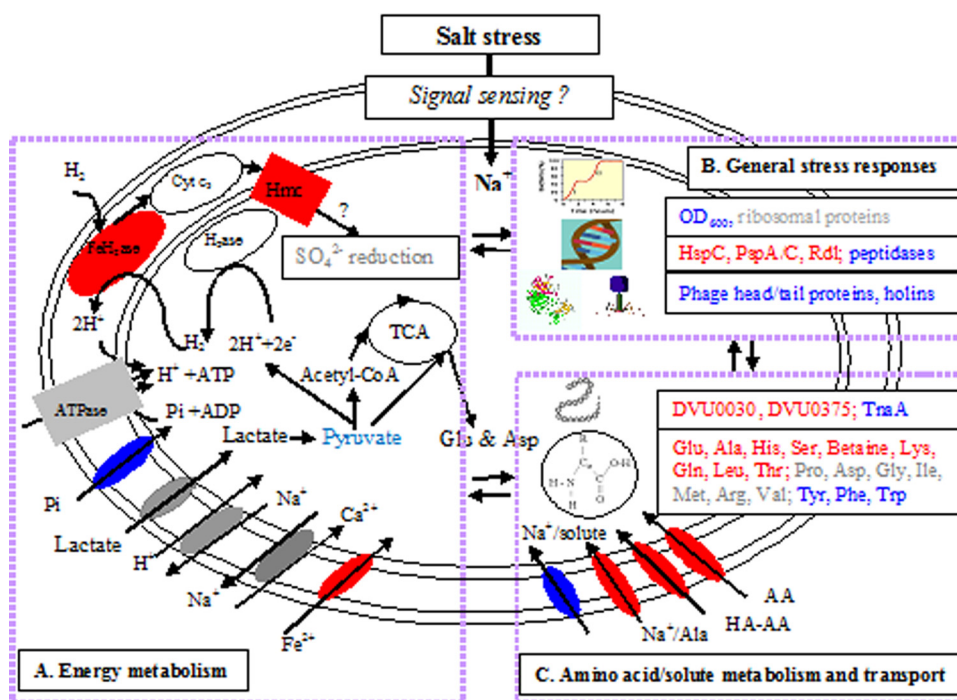 Salt stress
Signal sensing ?
Na⁺
B. General stress responses
OD₆₀₀, ribosomal proteins
HspC, PspA/C, Rdl; peptidases
Phage head/tail proteins, holins
H₂
Cyt c₃
Hmc
FeH₂ase
H₂ase
?
SO₄²⁻ reduction
2H⁺
H₂
2H⁺+2e⁻
TCA
H⁺ +ATP
Acetyl-CoA
ATPase
Pi +ADP
Lactate
Pyruvate
Glu & Asp
Pi
Lactate
H⁺
Na⁺
Na⁺
Ca²⁺
Fe²⁺
A. Energy metabolism
DVU0030, DVU0375; TnaA
Glu, Ala, His, Ser, Betaine, Lys,
Gln, Leu, Thr; Pro, Asp, Gly, Ile,
Met, Arg, Val; Tyr, Phe, Trp
R
H N C C O-H
H H O
Na⁺/solute
Na⁺/Ala
AA
HA-AA
C. Amino acid/solute metabolism and transport